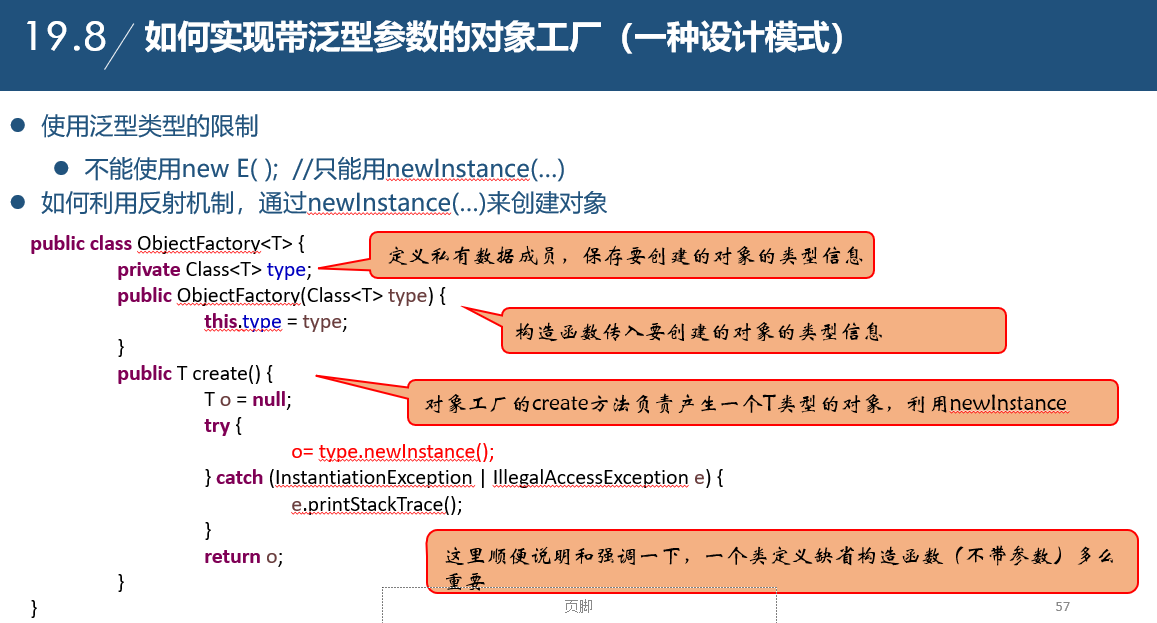 19.8 如何实现带泛型参数的对象工厂（一种设计模式）
使用泛型类型的限制
不能使用new E( ); //只能用newInstance(…)
如何利用反射机制，通过newInstance(…)来创建对象
public class ObjectFactory<T> {
private Class<T> type;
定义私有数据成员，保存要创建的对象的类型信息
public ObjectFactory(Class<T> type) {
this.type = type;
构造函数传入要创建的对象的类型信息
}
public T create() {
对象工厂的create方法负责产生一个T类型的对象，利用newInstance
T o = null;
try {
o= type.newInstance();
} catch (InstantiationException | IllegalAccessException e) {
e.printStackTrace();
}
return o;
这里顺便说明和强调一下，一个类定义缺省构造函数（不带参数）多么
重要
}
}
页脚
57